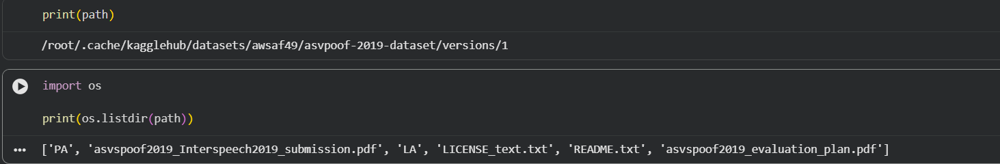 print(path)
/root/.cache/kagglehub/datasets/awsaf49/asvpoof-2019-dataset/versions/1
import os
print(os.listdir(path))
['PA', 'asvspoof2019_Interspeech2019_submission.pdf', 'LA', 'LICENSE_text.txt', 'README.txt', 'asvspoof2019_evaluation_plan.pdf']